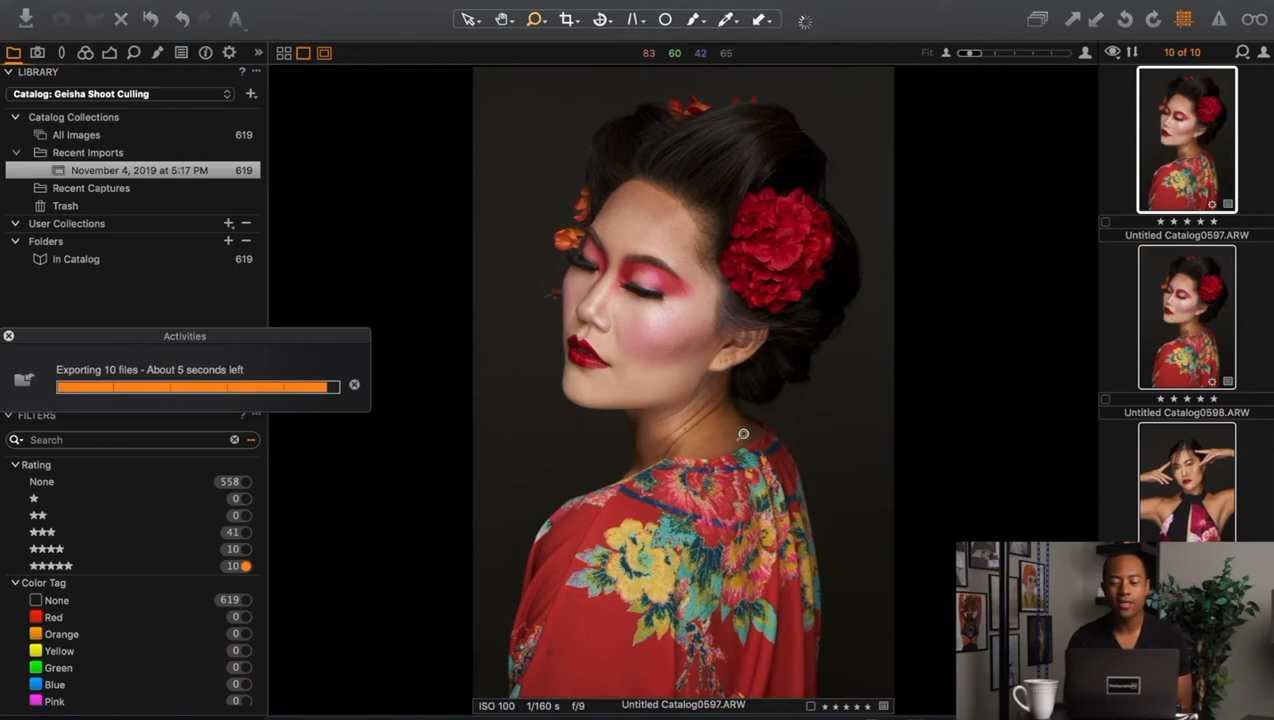 83 60 42 65
Fit
10 of 10
LIBRARY
?
Catalog: Geisha Shoot Culling
Catalog Collections
All Images 619
Recent Imports
November 4, 2019 at 5:17 PM 619
Recent Captures
Trash
User Collections
Folders
In Catalog 619
Activities
Exporting 10 files - About 5 seconds left
FILTERS
?
Search
Rating
None 558
0
0
41
10
10
Color Tag
None 619
Red 0
Orange 0
Yellow 0
Green 0
Blue 0
Pink 0
ISO 100 1/160 s f/9 Untitled Catalog0597.ARW
Untitled Catalog0597.ARW
Untitled Catalog0598.ARW